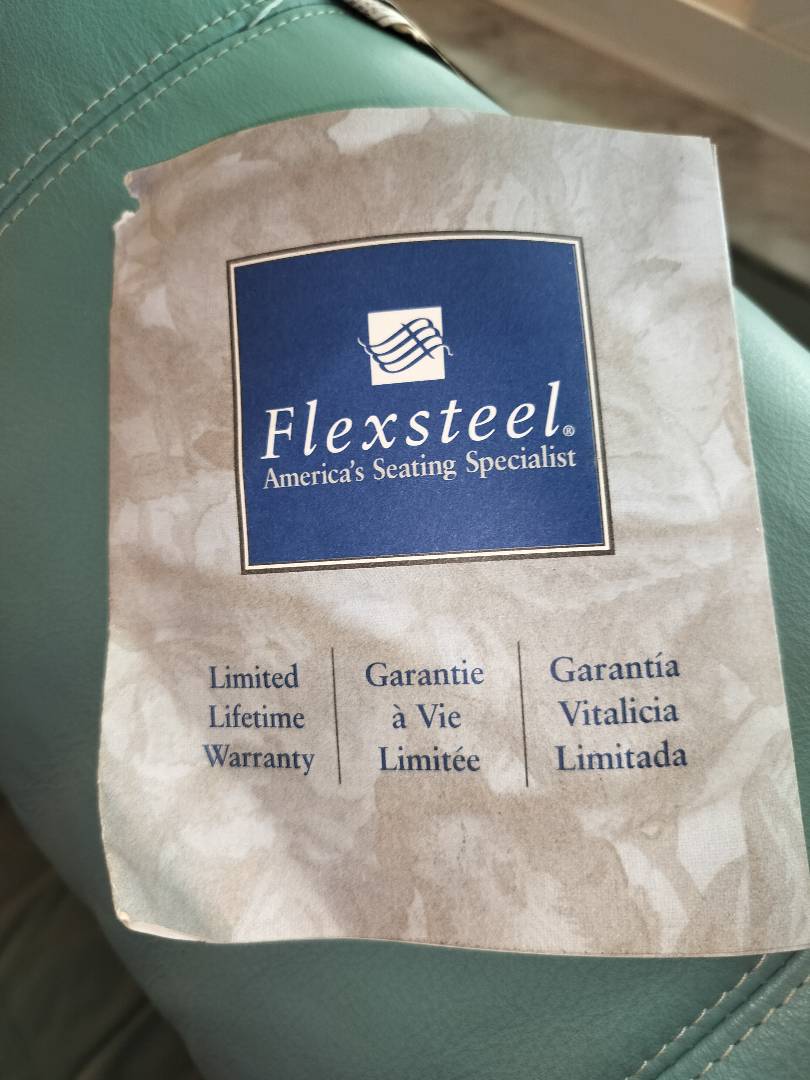 Flexsteel®
America's Seating Specialist
Limited
Lifetime
Warranty
Garantie
à Vie
Limitée
Garantía
Vitalicia
Limitada